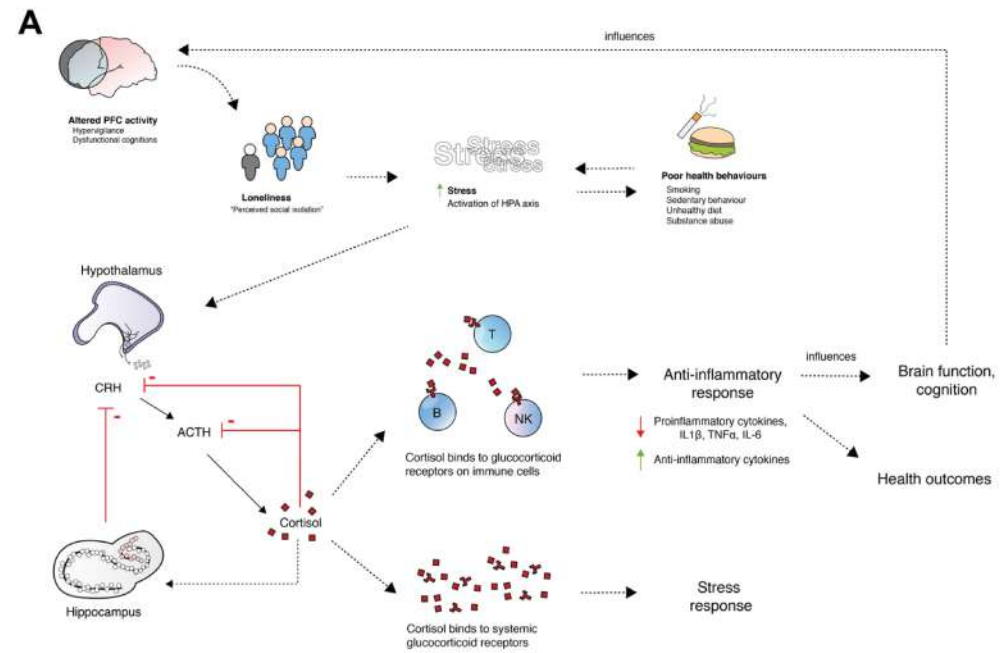 A
influences
Altered PFC activity
Hypervigilance
Dysfunctional cognitions
Loneliness
"Perceived social isolation"
Stress
Stress
Stress
Stress
Activation of HPA axis
Poor health behaviours
Smoking
Sedentary behaviour
Unhealthy diet
Substance abuse
Hypothalamus
CRH
-
-
-
ACTH
Cortisol
Hippocampus
T
B
NK
Cortisol binds to glucocorticoid
receptors on immune cells
Anti-inflammatory
response
Proinflammatory cytokines,
IL1β, TNFα, IL-6
Anti-inflammatory cytokines
influences
Brain function,
cognition
Health outcomes
Cortisol binds to systemic
glucocorticoid receptors
Stress
response